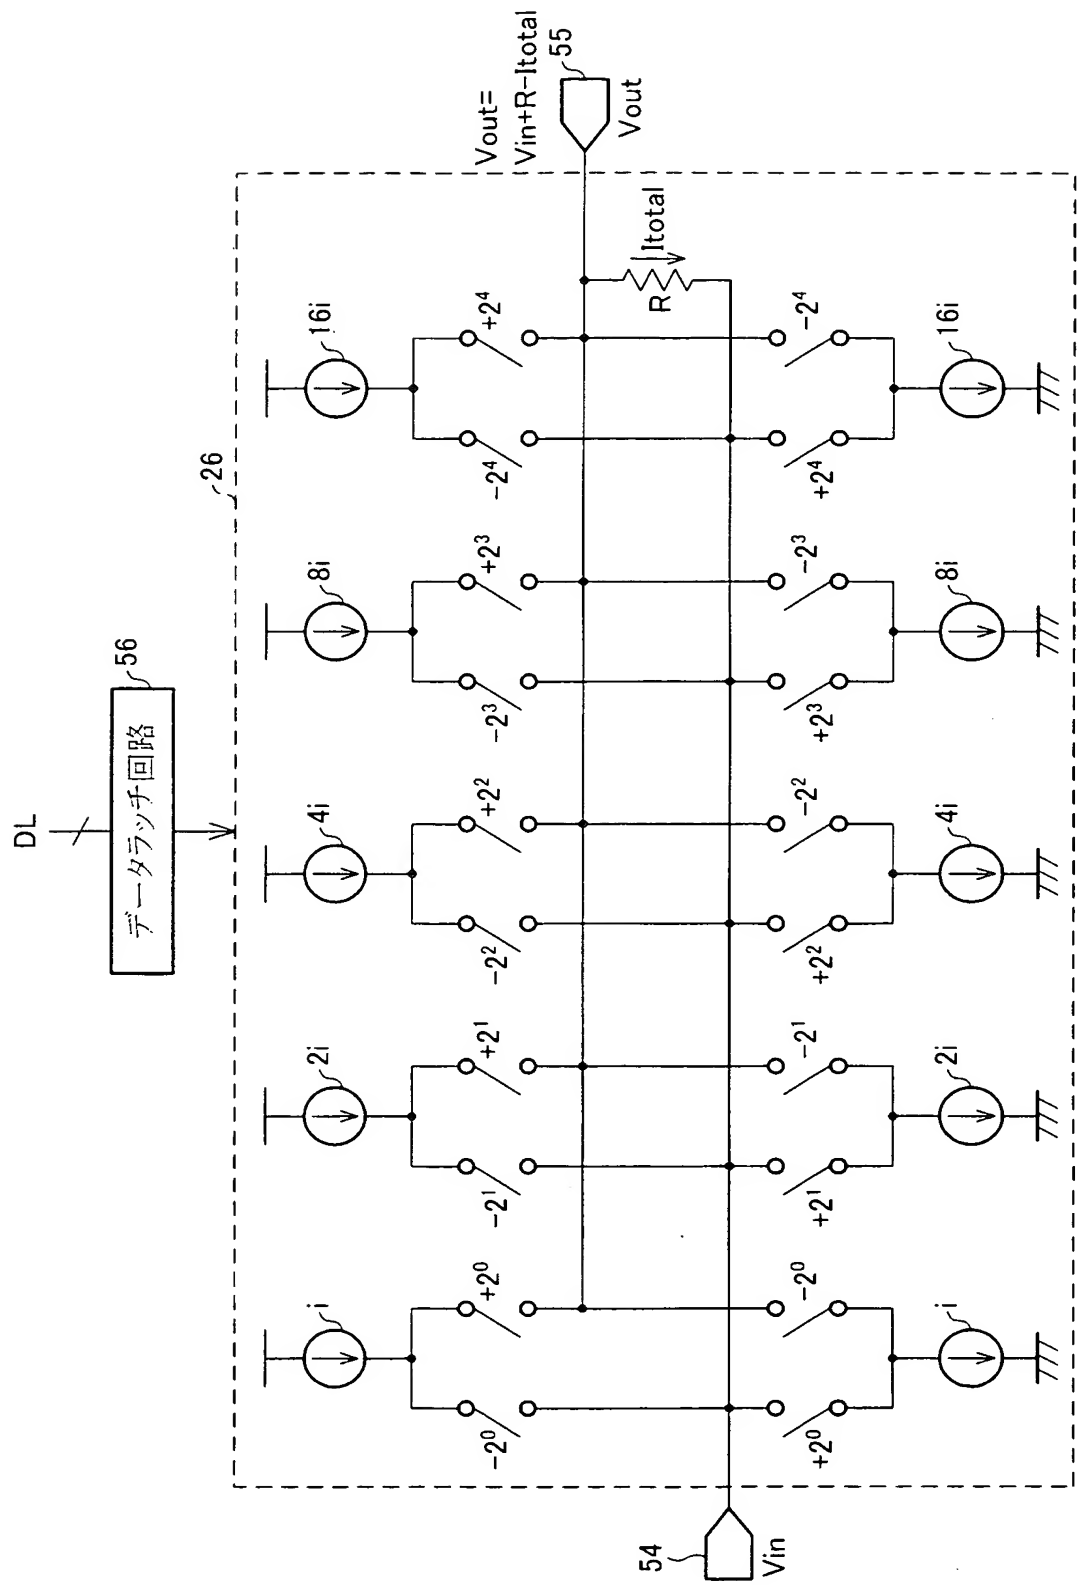 DL
データラッチ回路
56
26
i
2i
4i
8i
16i
-2⁰
+2⁰
-2¹
+2¹
-2²
+2²
-2³
+2³
-2⁴
+2⁴
Vout=
Vin+R-Itotal
55
Vout
R
Itotal
54
Vin
+2⁰
-2⁰
+2¹
-2¹
+2²
-2²
+2³
-2³
+2⁴
-2⁴
i
2i
4i
8i
16i